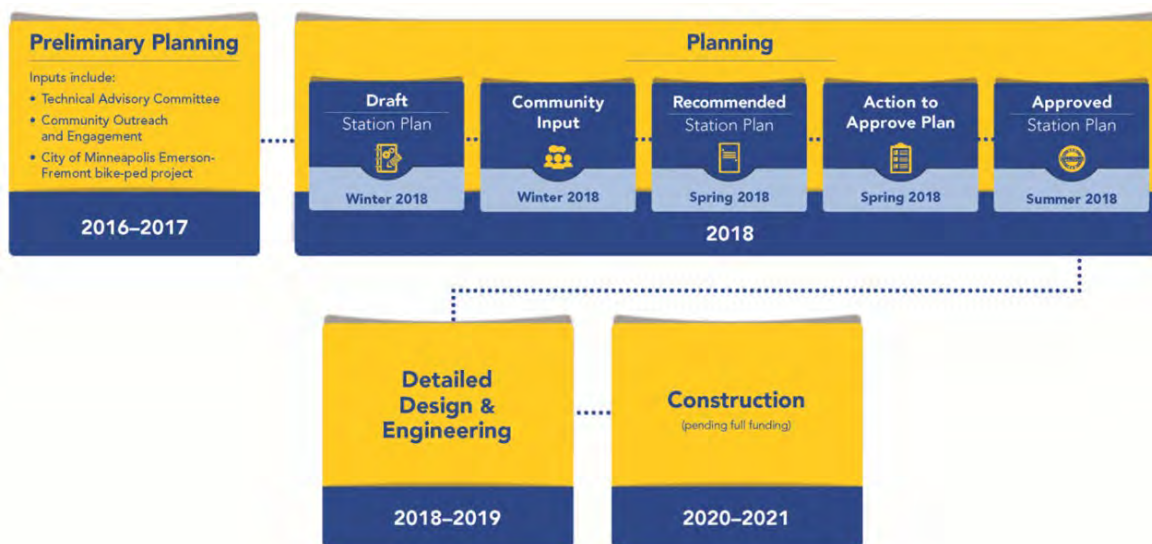 Preliminary Planning
Inputs include:
• Technical Advisory Committee
• Community Outreach
and Engagement
• City of Minneapolis Emerson-
Fremont bike-ped project
2016–2017
Planning
Draft
Station Plan
Winter 2018
Community
Input
Winter 2018
Recommended
Station Plan
Spring 2018
Action to
Approve Plan
Spring 2018
Approved
Station Plan
Summer 2018
2018
Detailed
Design &
Engineering
2018–2019
Construction
(pending full funding)
2020–2021